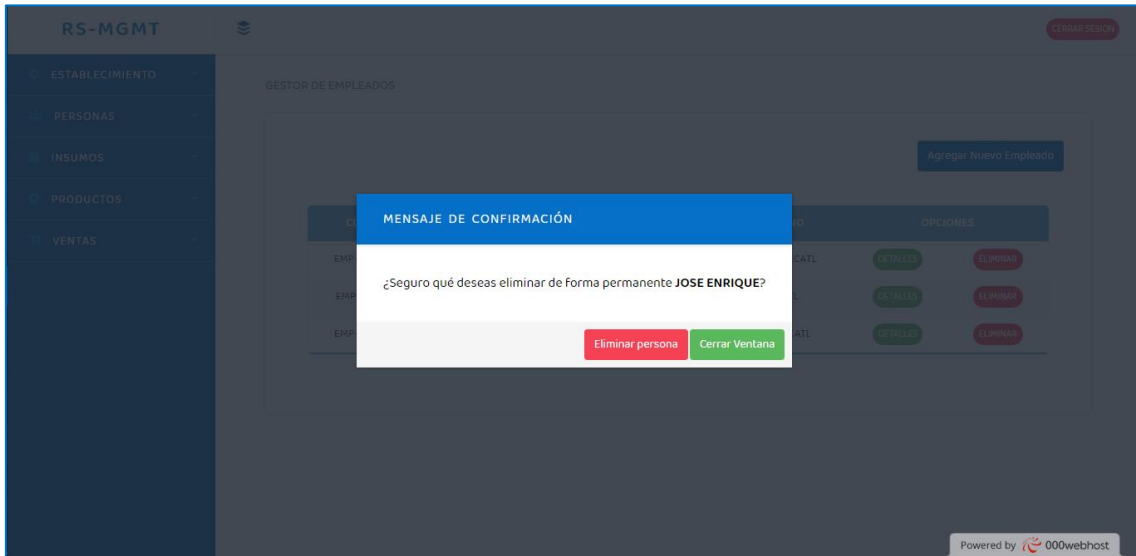 RS-MGMT
CERRAR SESION
ESTABLECIMIENTO
GESTOR DE EMPLEADOS
PERSONAS
INSUMOS
Agregar Nuevo Empleado
PRODUCTOS
MENSAJE DE CONFIRMACIÓN
OPCIONES
VENTAS
DETALLES ELIMINAR
¿Seguro qué deseas eliminar de forma permanente JOSE ENRIQUE?
DETALLES ELIMINAR
DETALLES ELIMINAR
Eliminar persona Cerrar Ventana
Powered by 000webhost